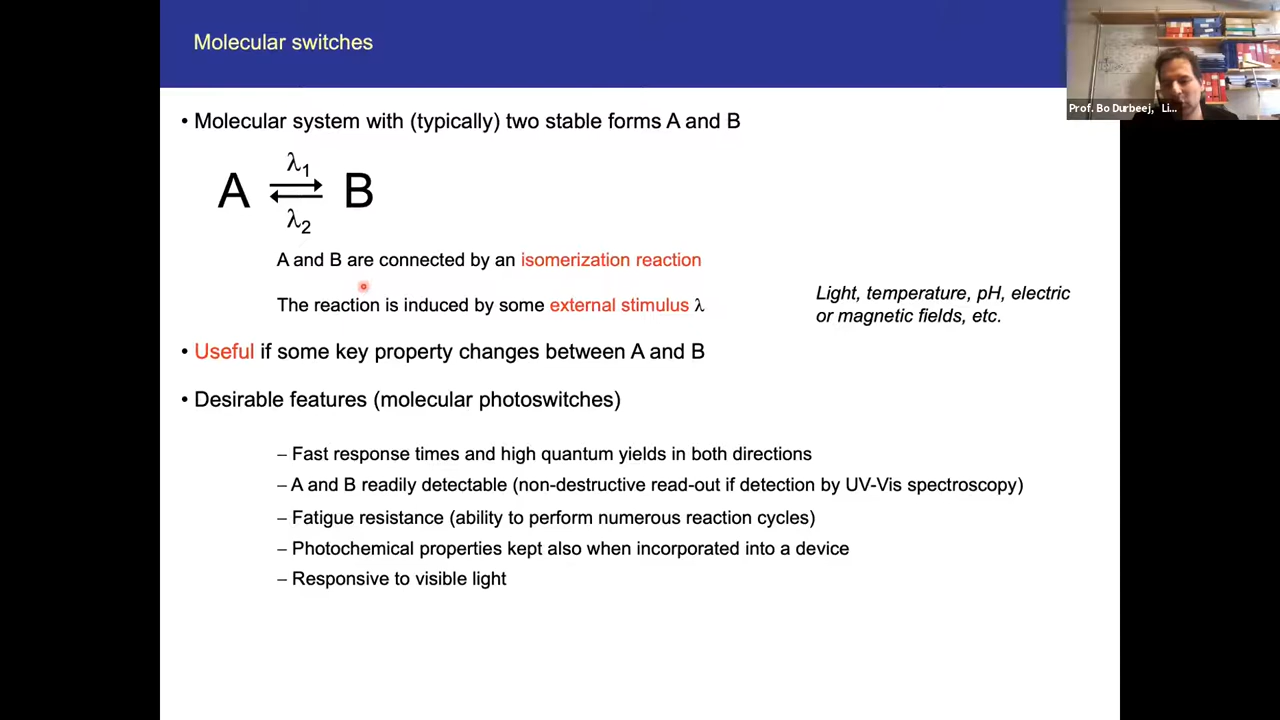 Molecular switches
Prof. Bo Durbeej, Li...
• Molecular system with (typically) two stable forms A and B
λ1
A ⇄ B
λ2
A and B are connected by an isomerization reaction
The reaction is induced by some external stimulus λ
Light, temperature, pH, electric
or magnetic fields, etc.
• Useful if some key property changes between A and B
• Desirable features (molecular photoswitches)
– Fast response times and high quantum yields in both directions
– A and B readily detectable (non-destructive read-out if detection by UV-Vis spectroscopy)
– Fatigue resistance (ability to perform numerous reaction cycles)
– Photochemical properties kept also when incorporated into a device
– Responsive to visible light